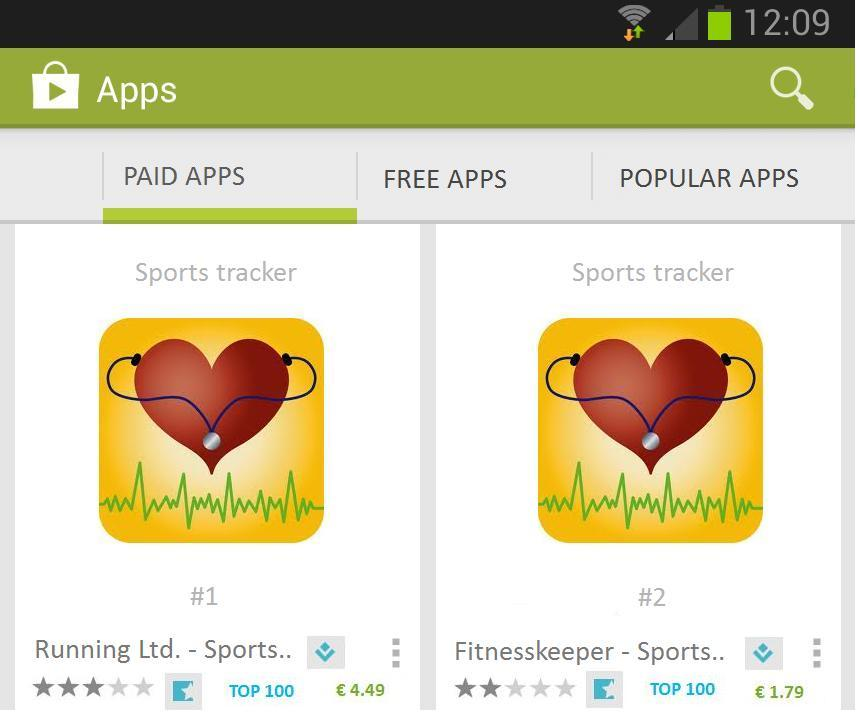 12:09
Apps
PAID APPS FREE APPS POPULAR APPS
Sports tracker Sports tracker
#1 #2
Running Ltd. - Sports.. Fitnesskeeper - Sports..
TOP 100 € 4.49 TOP 100 € 1.79